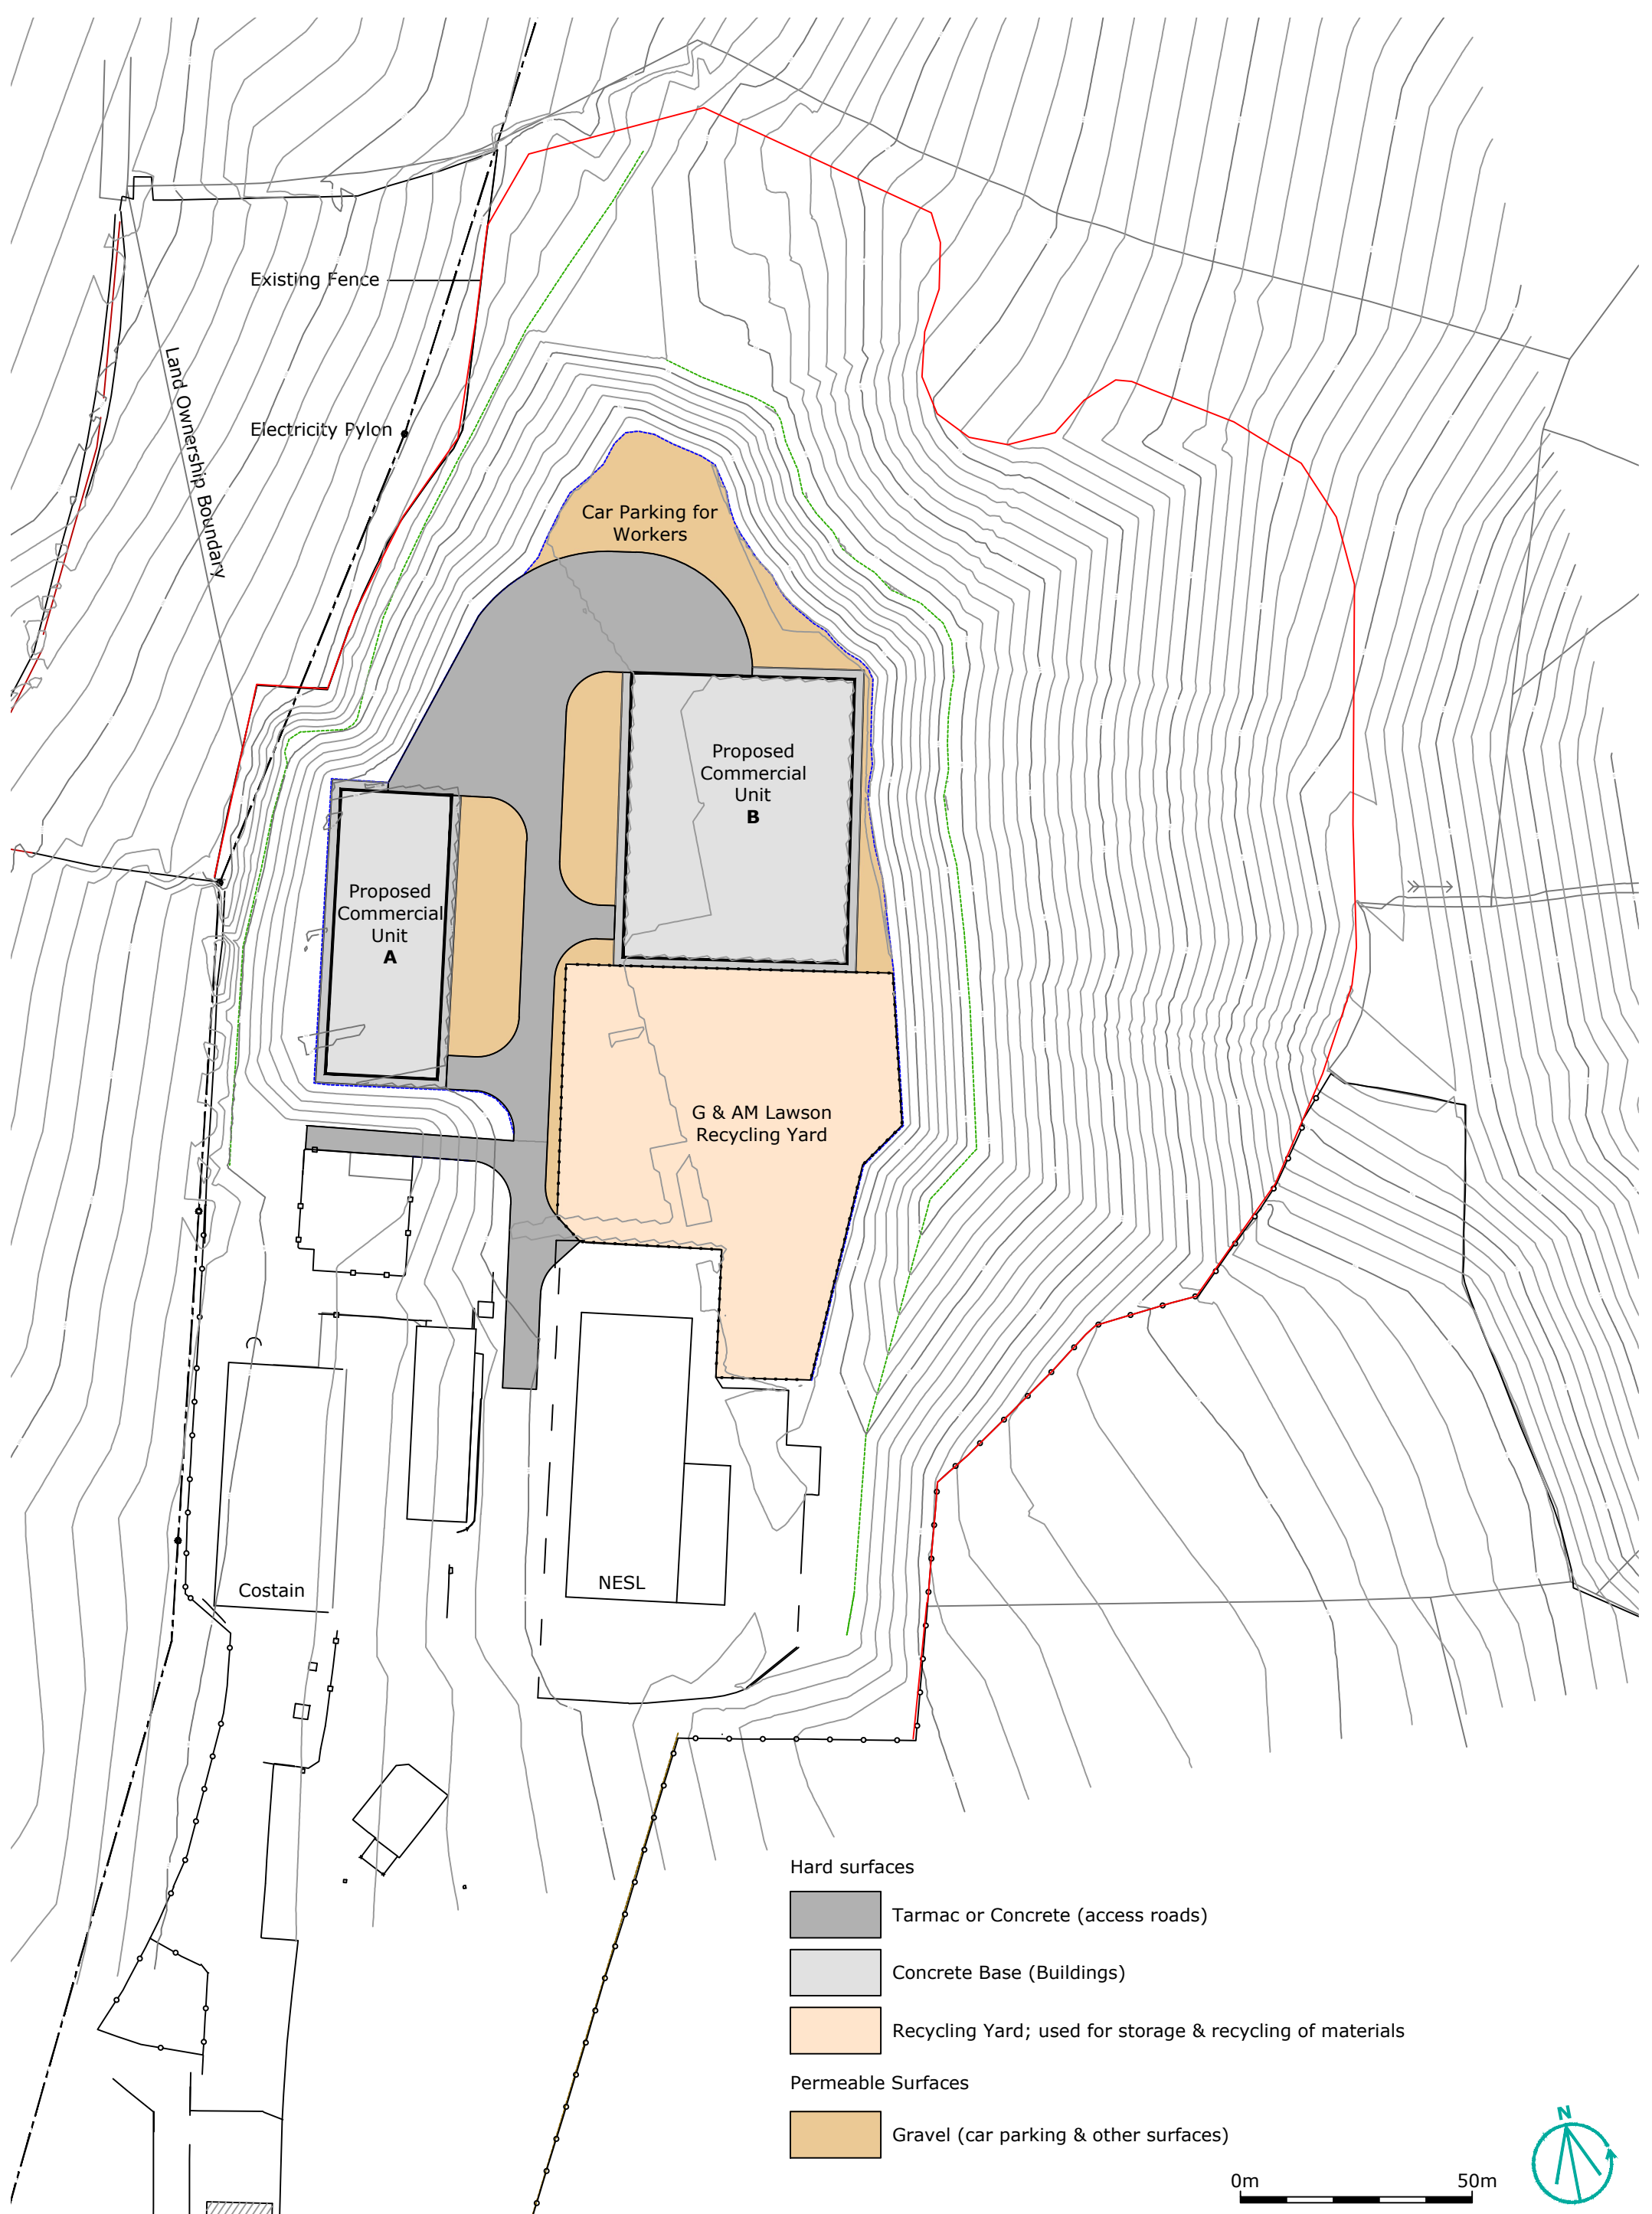 Existing Fence
Land Ownership Boundary
Electricity Pylon
Car Parking for
Workers
Proposed
Commercial
Unit
B
Proposed
Commercial
Unit
A
G & AM Lawson
Recycling Yard
Costain
NESL
Hard surfaces
Tarmac or Concrete (access roads)
Concrete Base (Buildings)
Recycling Yard; used for storage & recycling of materials
Permeable Surfaces
Gravel (car parking & other surfaces)
N
0m
50m